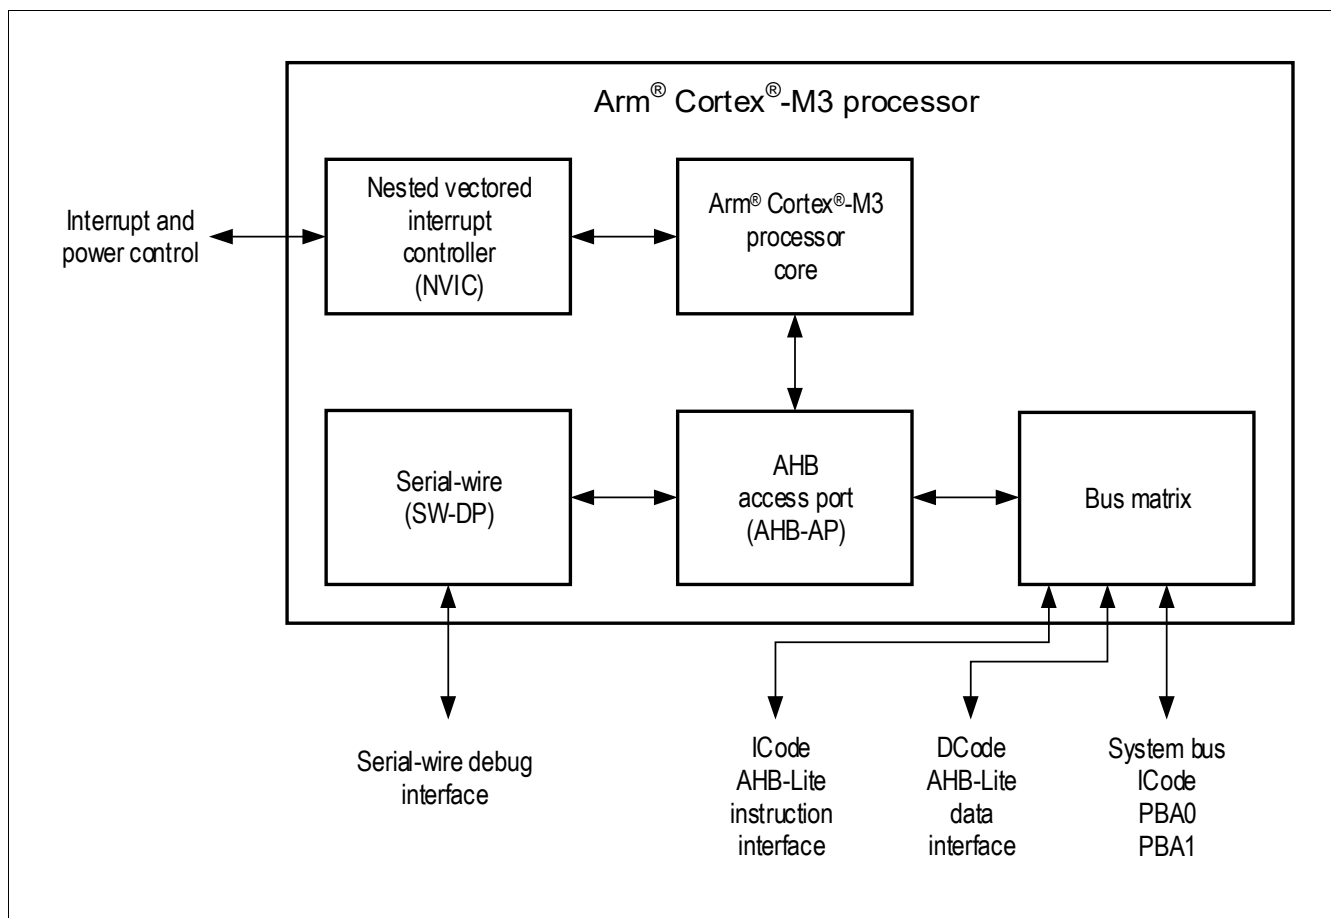 Arm® Cortex®-M3 processor
Nested vectored
interrupt
controller
(NVIC)
Arm® Cortex®-M3
processor
core
Interrupt and
power control
Serial-wire
(SW-DP)
AHB
access port
(AHB-AP)
Bus matrix
Serial-wire debug
interface
ICode
AHB-Lite
instruction
interface
DCode
AHB-Lite
data
interface
System bus
ICode
PBA0
PBA1